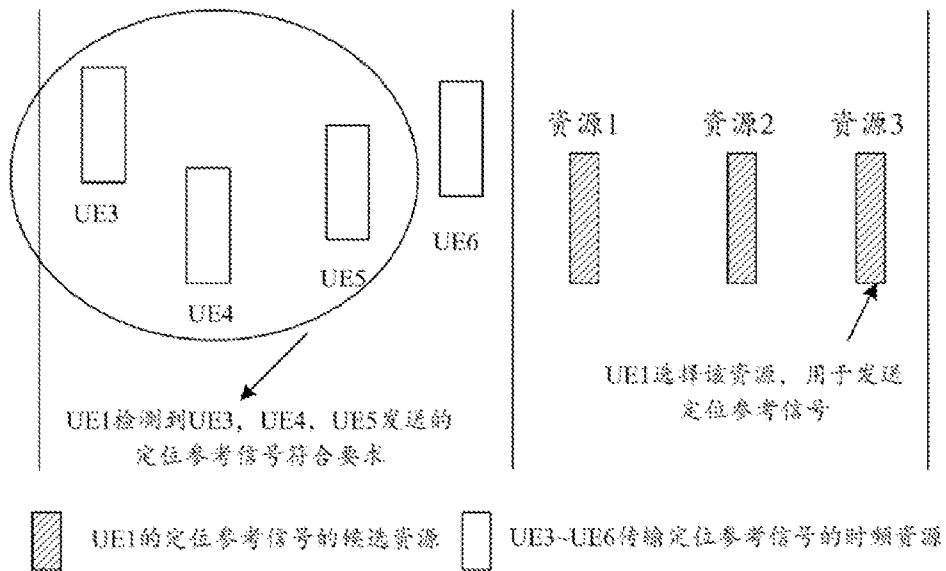 UE3
UE4
UE5
UE6
资源1
资源2
资源3
UE1检测到UE3，UE4，UE5发送的
定位参考信号符合要求
UE1选择该资源，用于发送
定位参考信号
UE1的定位参考信号的候选资源
UE3~UE6传输定位参考信号的时频资源